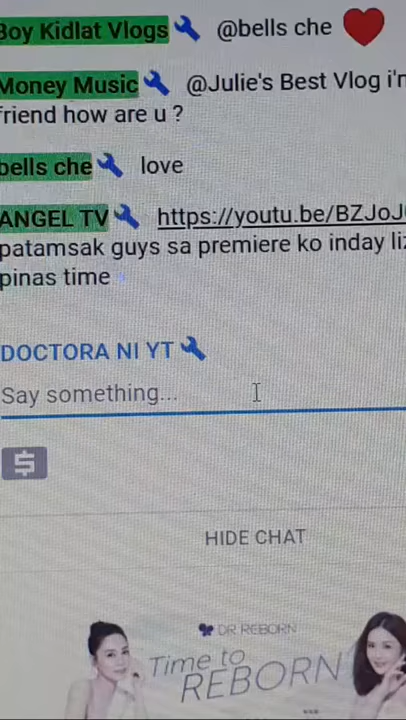 Boy Kidlat Vlogs @bells che
Money Music @Julie's Best Vlog i'm
friend how are u ?
bells che love
ANGEL TV https://youtu.be/BZJoJ
patamsak guys sa premiere ko inday liz
pinas time
DOCTORA NI YT
Say something...
$
HIDE CHAT
DR REBORN
Time to
REBORN